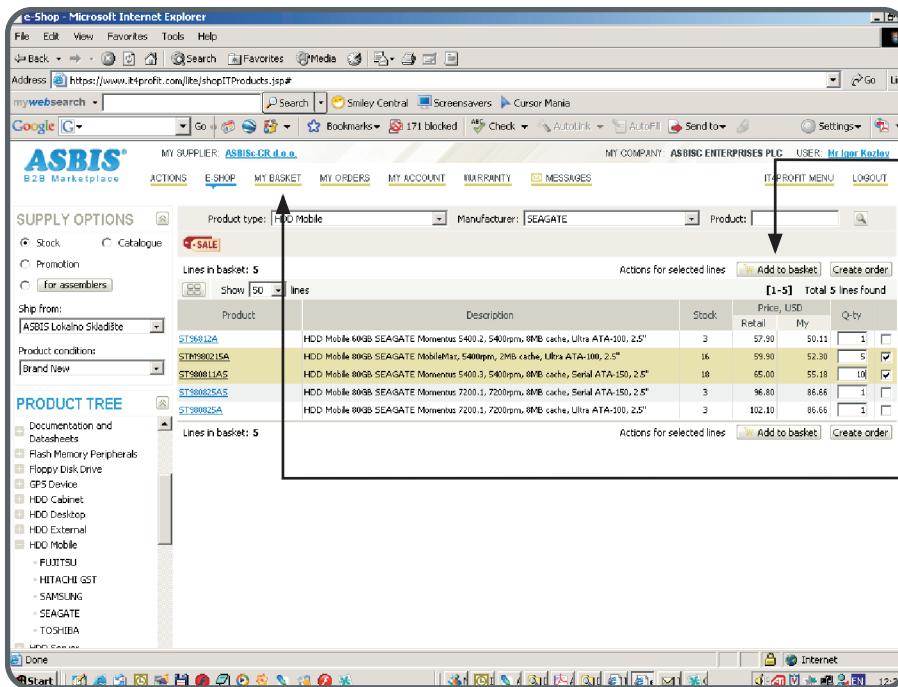 e-Shop - Microsoft Internet Explorer
File Edit View Favorites Tools Help
Back Search Favorites Media
Address https://www.it4profit.com/lite/shopITProducts.jsp# Go Li
mywebsearch Search Smiley Central Screensavers Cursor Mania
Google G Go Bookmarks 171 blocked ABC Check AutoLink AutoFill Send to Settings
ASBIS®
B2B Marketplace
MY SUPPLIER: ASBISc-CR d.o.o. MY COMPANY: ASBISC ENTERPRISES PLC USER: Mr Igor Kozlov
ACTIONS E-SHOP MY BASKET MY ORDERS MY ACCOUNT WARRANTY MESSAGES IT4PROFIT MENU LOGOUT
SUPPLY OPTIONS
Stock Catalogue
Promotion
for assemblers
Ship from:
ASBIS Lokalno Skladište
Product condition:
Brand New
PRODUCT TREE
Documentation and
Datasheets
Flash Memory Peripherals
Floppy Disk Drive
GPS Device
HDD Cabinet
HDD Desktop
HDD External
HDD Mobile
FUJITSU
HITACHI GST
SAMSUNG
SEAGATE
TOSHIBA
HDD Server
Product type: HDD Mobile Manufacturer: SEAGATE Product:
SALE
Lines in basket: 5 Actions for selected lines Add to basket Create order
Show 50 lines [1-5] Total 5 lines found
Product Description Stock Price, USD Q-ty
Retail My
ST96812A HDD Mobile 60GB SEAGATE Momentus 5400.2, 5400rpm, 8MB cache, Ultra ATA-100, 2.5" 3 57.90 50.11 1
STM980215A HDD Mobile 80GB SEAGATE MobileMax, 5400rpm, 2MB cache, Ultra ATA-100, 2.5" 16 59.90 52.30 5
ST980811AS HDD Mobile 80GB SEAGATE Momentus 5400.3, 5400rpm, 8MB cache, Serial ATA-150, 2.5" 18 65.00 55.18 10
ST980825AS HDD Mobile 80GB SEAGATE Momentus 7200.1, 7200rpm, 8MB cache, Serial ATA-150, 2.5" 3 96.80 86.66 1
ST980825A HDD Mobile 80GB SEAGATE Momentus 7200.1, 7200rpm, 8MB cache, Ultra ATA-100, 2.5" 3 102.10 86.66 1
Lines in basket: 5 Actions for selected lines Add to basket Create order
Done Internet
Start EN 12:2